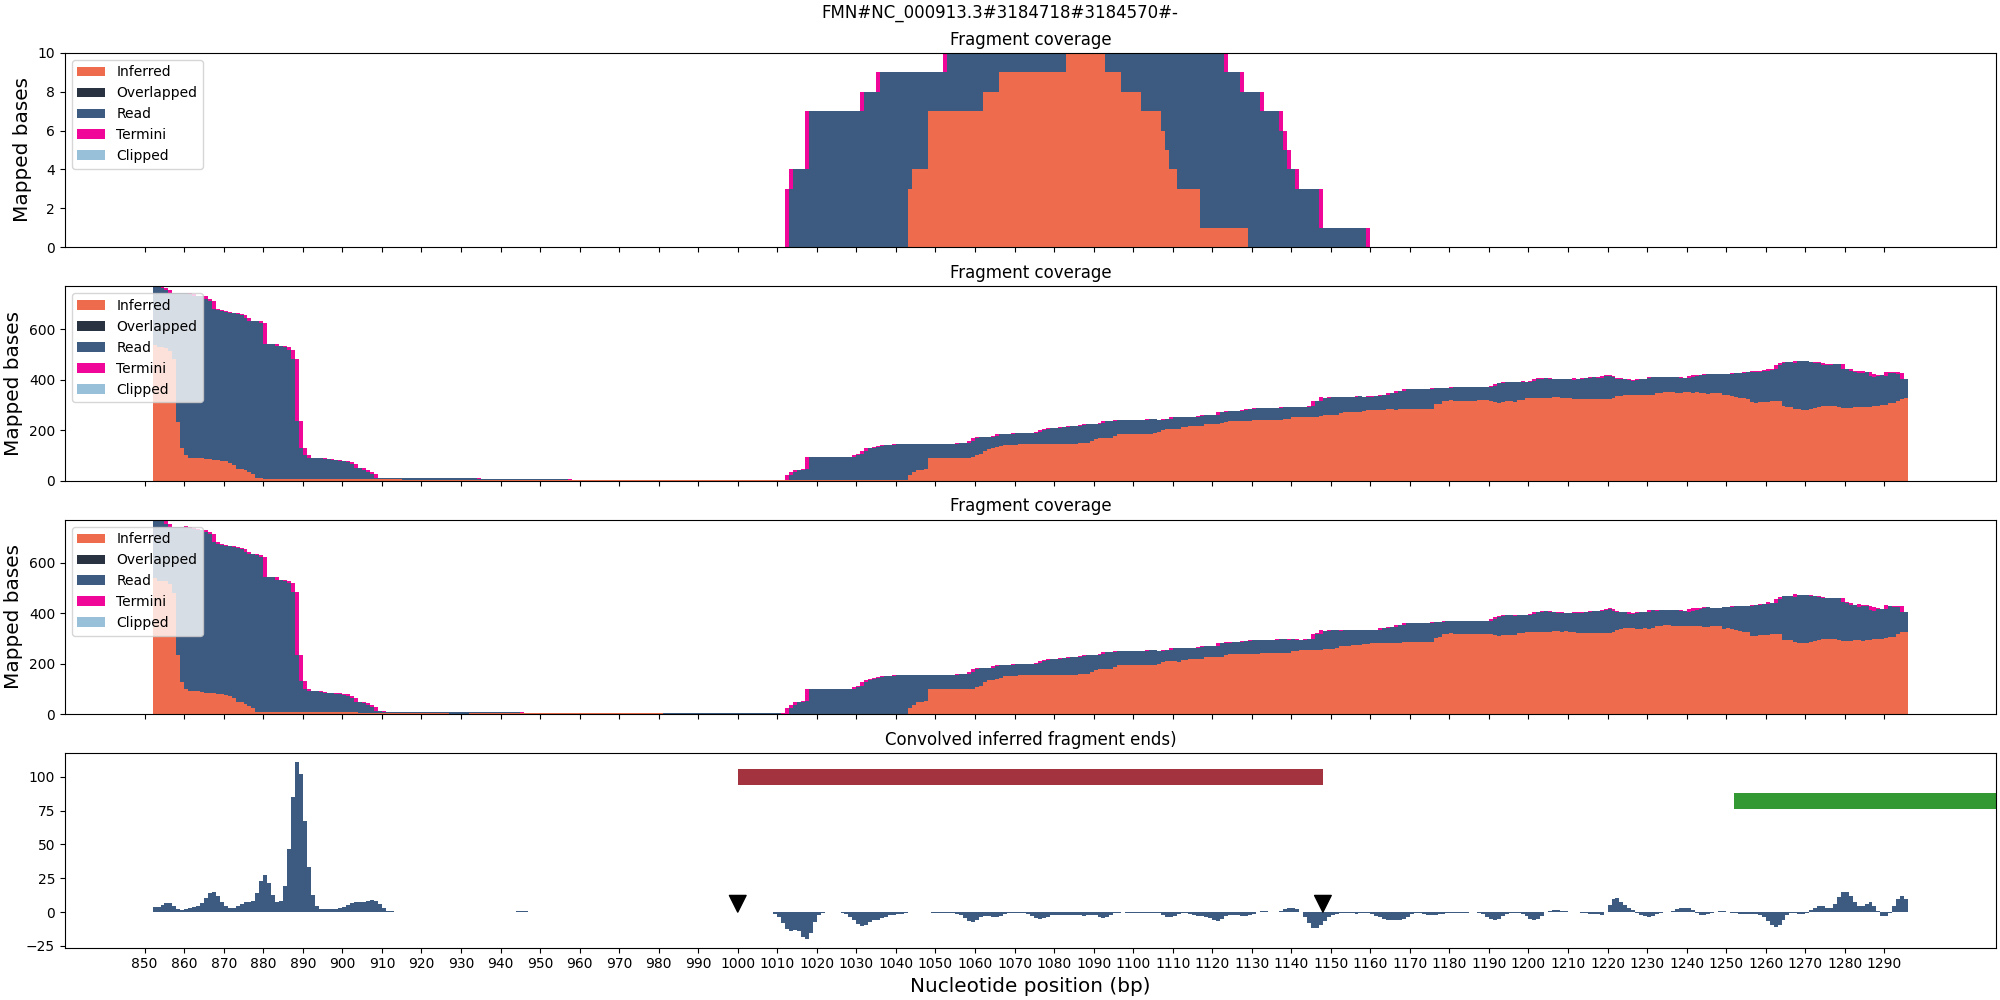 FMN#NC_000913.3#3184718#3184570#-
Fragment coverage
Mapped bases
10
8
6
4
2
0
Inferred
Overlapped
Read
Termini
Clipped
Fragment coverage
Mapped bases
600
400
200
0
Inferred
Overlapped
Read
Termini
Clipped
Fragment coverage
Mapped bases
600
400
200
0
Inferred
Overlapped
Read
Termini
Clipped
Convolved inferred fragment ends)
100
75
50
25
0
−25
850 860 870 880 890 900 910 920 930 940 950 960 970 980 990 1000 1010 1020 1030 1040 1050 1060 1070 1080 1090 1100 1110 1120 1130 1140 1150 1160 1170 1180 1190 1200 1210 1220 1230 1240 1250 1260 1270 1280 1290
Nucleotide position (bp)